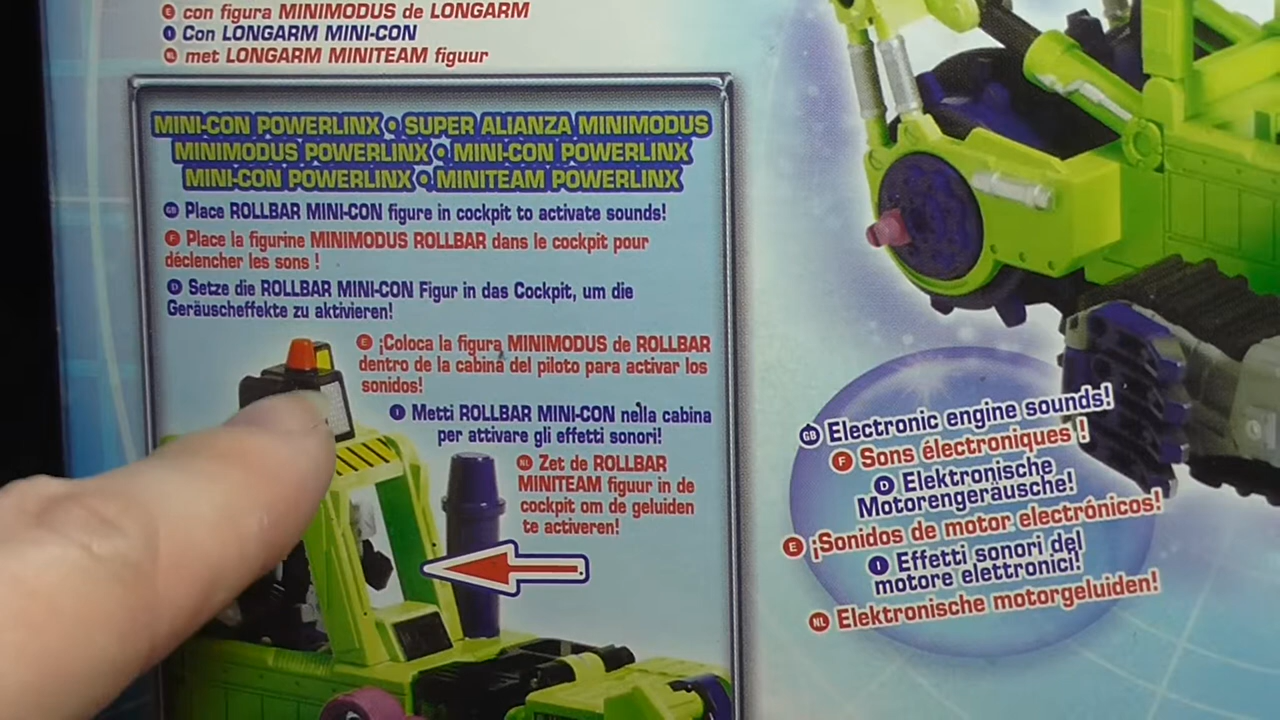 E con figura MINIMODUS de LONGARM
I Con LONGARM MINI-CON
NL met LONGARM MINITEAM figuur
MINI-CON POWERLINX • SUPER ALIANZA MINIMODUS
MINIMODUS POWERLINX • MINI-CON POWERLINX
MINI-CON POWERLINX • MINITEAM POWERLINX
GB Place ROLLBAR MINI-CON figure in cockpit to activate sounds!
F Place la figurine MINIMODUS ROLLBAR dans le cockpit pour
déclencher les sons !
D Setze die ROLLBAR MINI-CON Figur in das Cockpit, um die
Geräuscheffekte zu aktivieren!
E ¡Coloca la figura MINIMODUS de ROLLBAR
dentro de la cabina del piloto para activar los
sonidos!
I Metti ROLLBAR MINI-CON nella cabina
per attivare gli effetti sonori!
NL Zet de ROLLBAR
MINITEAM figuur in de
cockpit om de geluiden
te activeren!
GB Electronic engine sounds!
F Sons électroniques !
D Elektronische
Motorengeräusche!
E ¡Sonidos de motor electrónicos!
I Effetti sonori del
motore elettronici!
NL Elektronische motorgeluiden!